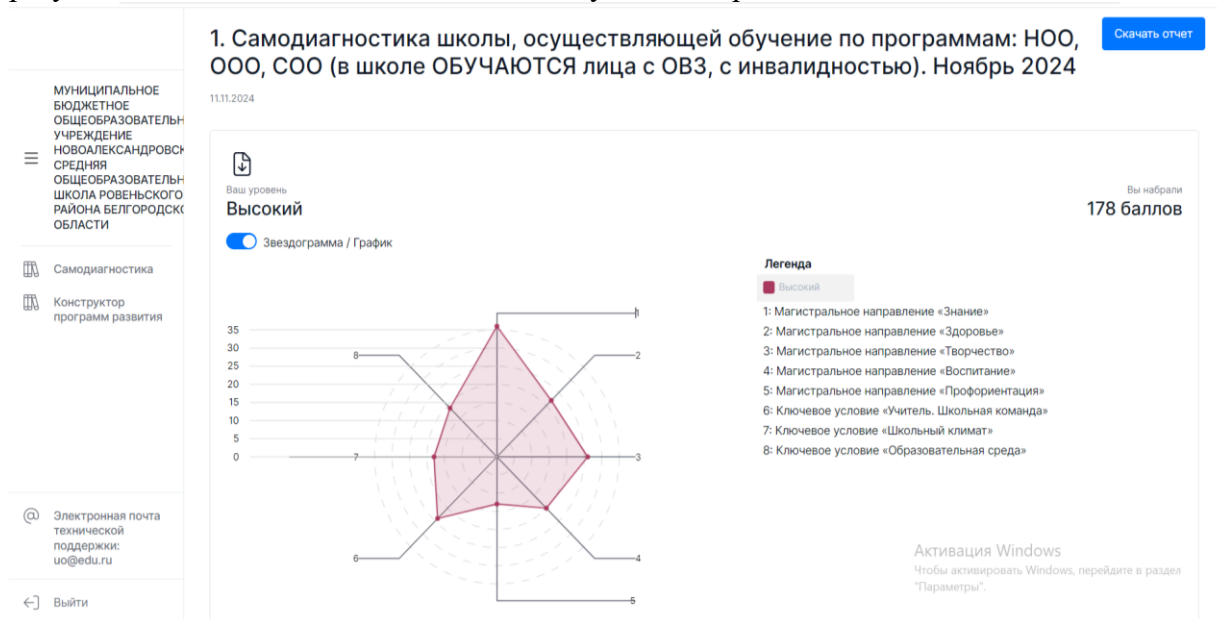 1. Самодиагностика школы, осуществляющей обучение по программам: НОО,
ООО, СОО (в школе ОБУЧАЮТСЯ лица с ОВЗ, с инвалидностью). Ноябрь 2024
Скачать отчет
11.11.2024
МУНИЦИПАЛЬНОЕ
БЮДЖЕТНОЕ
ОБЩЕОБРАЗОВАТЕЛЬН
УЧРЕЖДЕНИЕ
НОВОАЛЕКСАНДРОВСК
СРЕДНЯЯ
ОБЩЕОБРАЗОВАТЕЛЬН
ШКОЛА РОВЕНЬСКОГО
РАЙОНА БЕЛГОРОДСКО
ОБЛАСТИ
Самодиагностика
Конструктор
программ развития
Электронная почта
технической
поддержки:
uo@edu.ru
Выйти
Ваш уровень
Высокий
Вы набрали
178 баллов
Звездограмма / График
35
30
25
20
15
10
5
0
1
2
3
4
5
6
7
8
Легенда
Высокий
1: Магистральное направление «Знание»
2: Магистральное направление «Здоровье»
3: Магистральное направление «Творчество»
4: Магистральное направление «Воспитание»
5: Магистральное направление «Профориентация»
6: Ключевое условие «Учитель. Школьная команда»
7: Ключевое условие «Школьный климат»
8: Ключевое условие «Образовательная среда»
Активация Windows
Чтобы активировать Windows, перейдите в раздел
"Параметры".